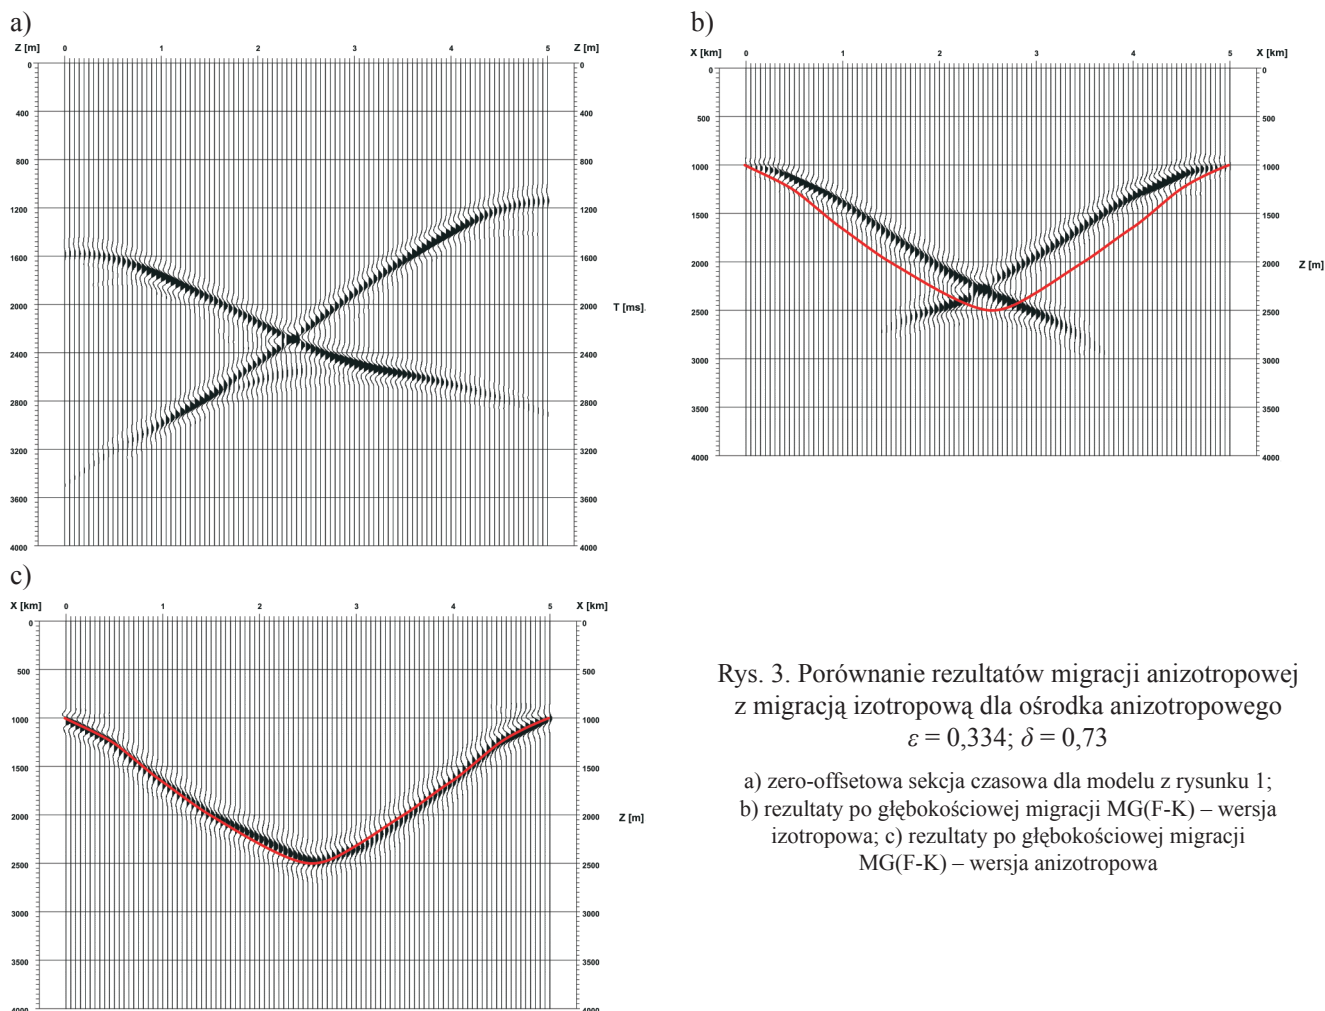 a)
Z [m] 0 1 2 3 4 5 Z [m]
0 0
400 400
800 800
1200 1200
1600 1600
2000 2000
T [ms]
2400 2400
2800 2800
3200 3200
3600 3600
4000 4000
b)
X [km] 0 1 2 3 4 5 X [km]
0 0
500 500
1000 1000
1500 1500
2000 2000
Z [m]
2500 2500
3000 3000
3500 3500
4000 4000
c)
X [km] 0 1 2 3 4 5 X [km]
0 0
500 500
1000 1000
1500 1500
2000 2000
Z [m]
2500 2500
3000 3000
3500 3500
4000 4000
Rys. 3. Porównanie rezultatów migracji anizotropowej
z migracją izotropową dla ośrodka anizotropowego
ε = 0,334; δ = 0,73
a) zero-offsetowa sekcja czasowa dla modelu z rysunku 1;
b) rezultaty po głębokościowej migracji MG(F-K) – wersja
izotropowa; c) rezultaty po głębokościowej migracji
MG(F-K) – wersja anizotropowa